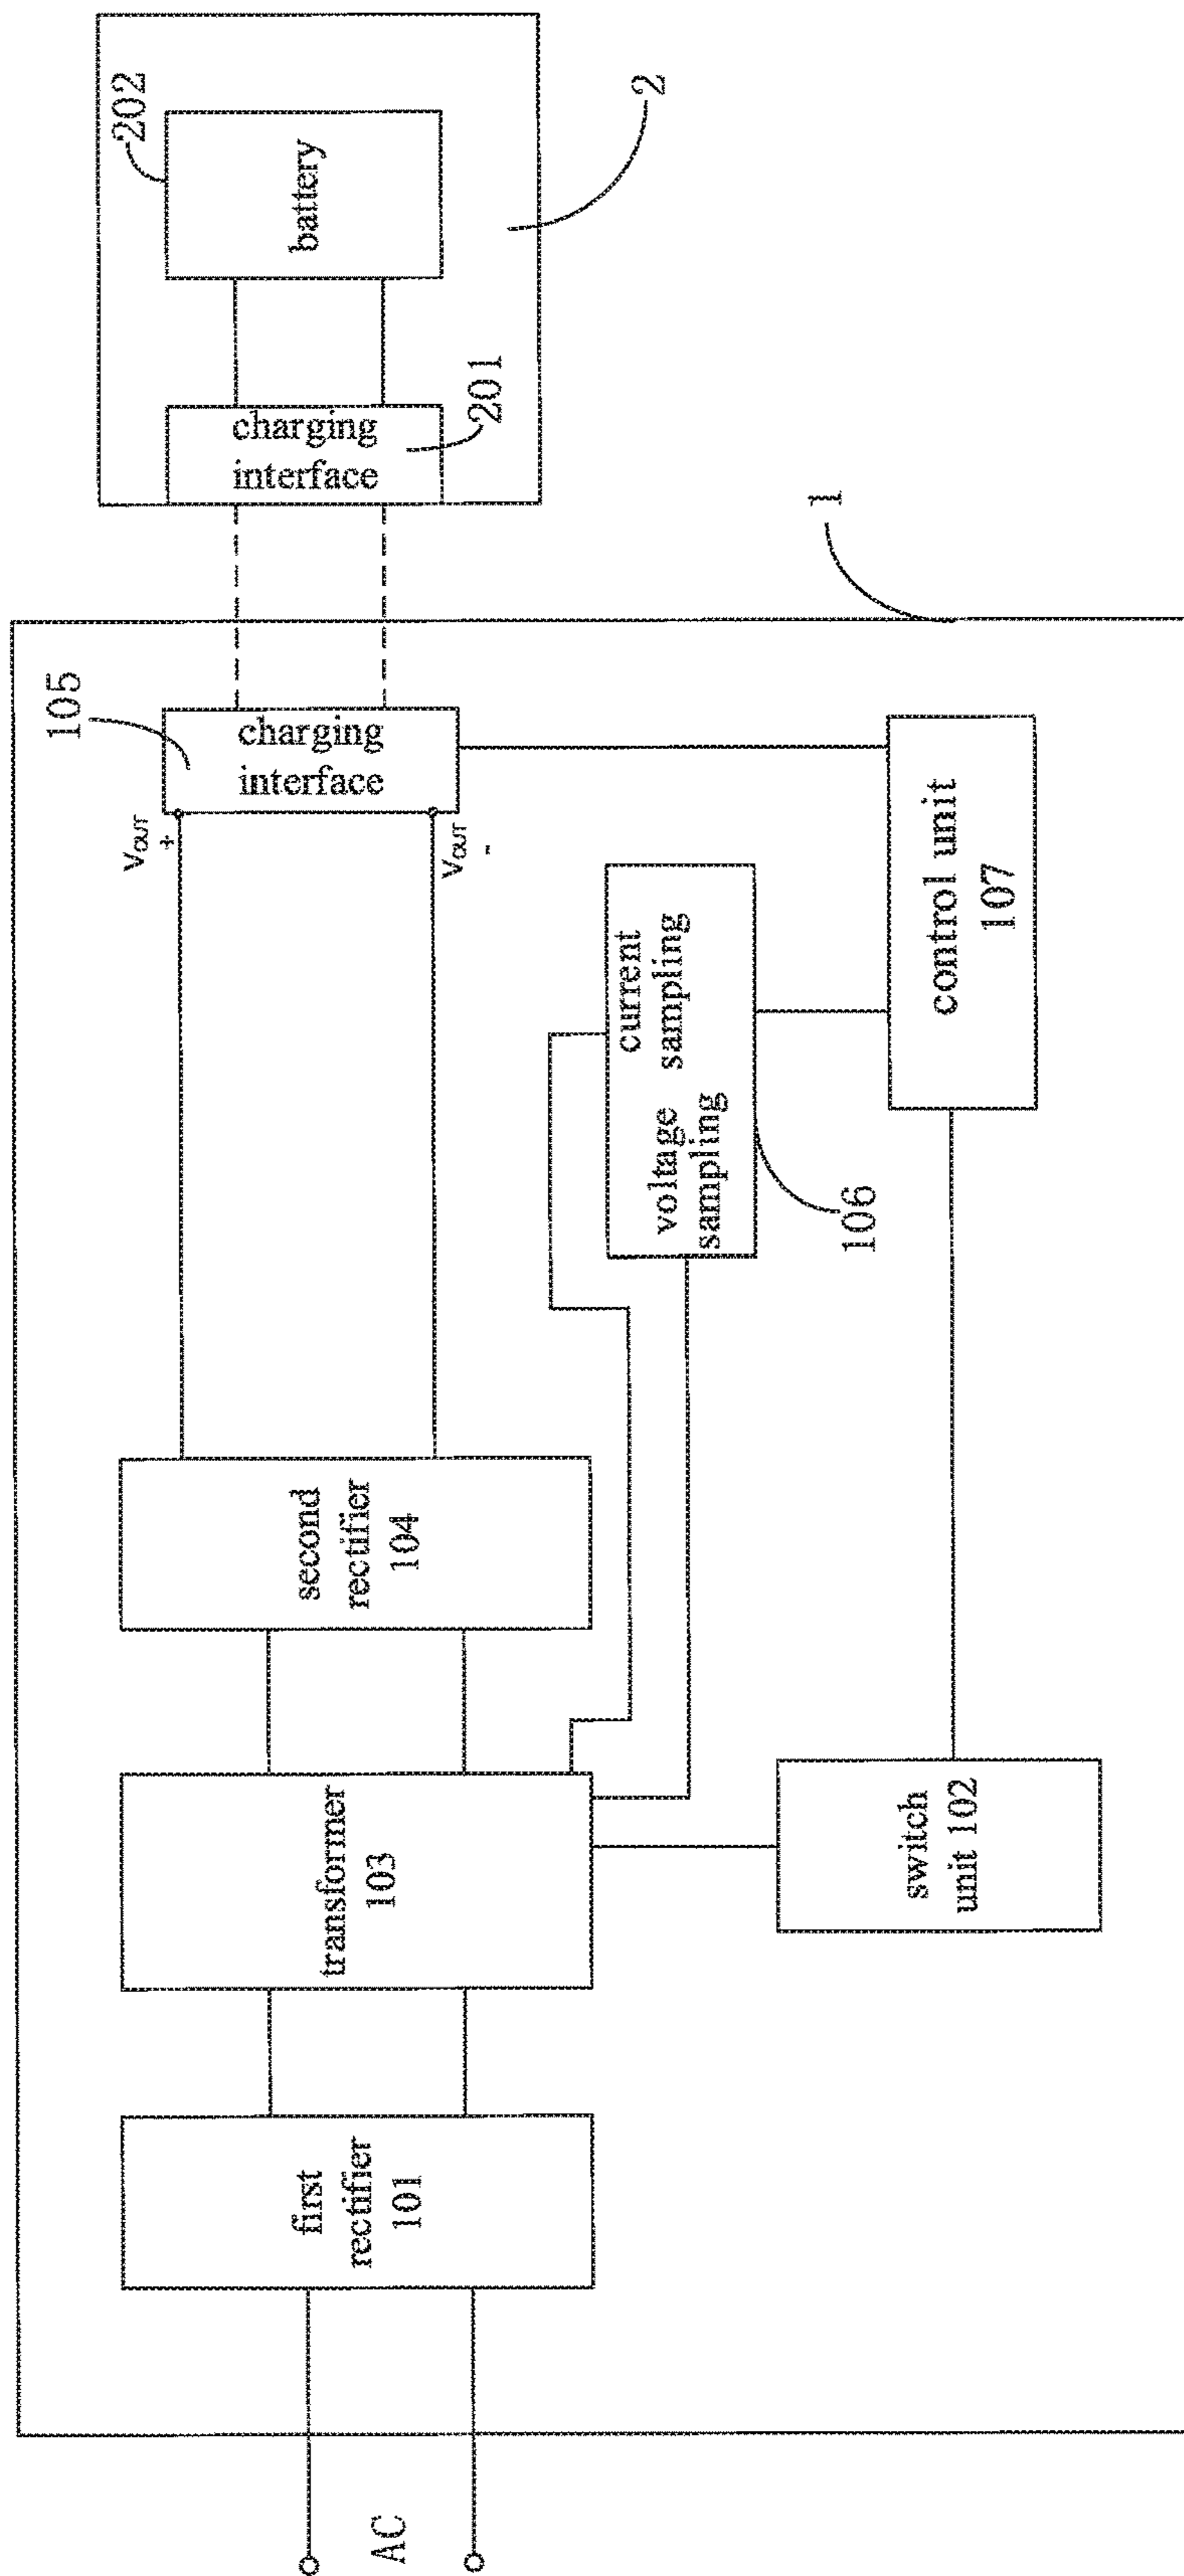 AC
first
rectifier
101
transformer
103
second
rectifier
104
VOUT
+
VOUT
-
charging
interface
105
switch
unit 102
voltage
sampling
current
sampling
106
control unit
107
1
charging
interface
201
battery
202
2